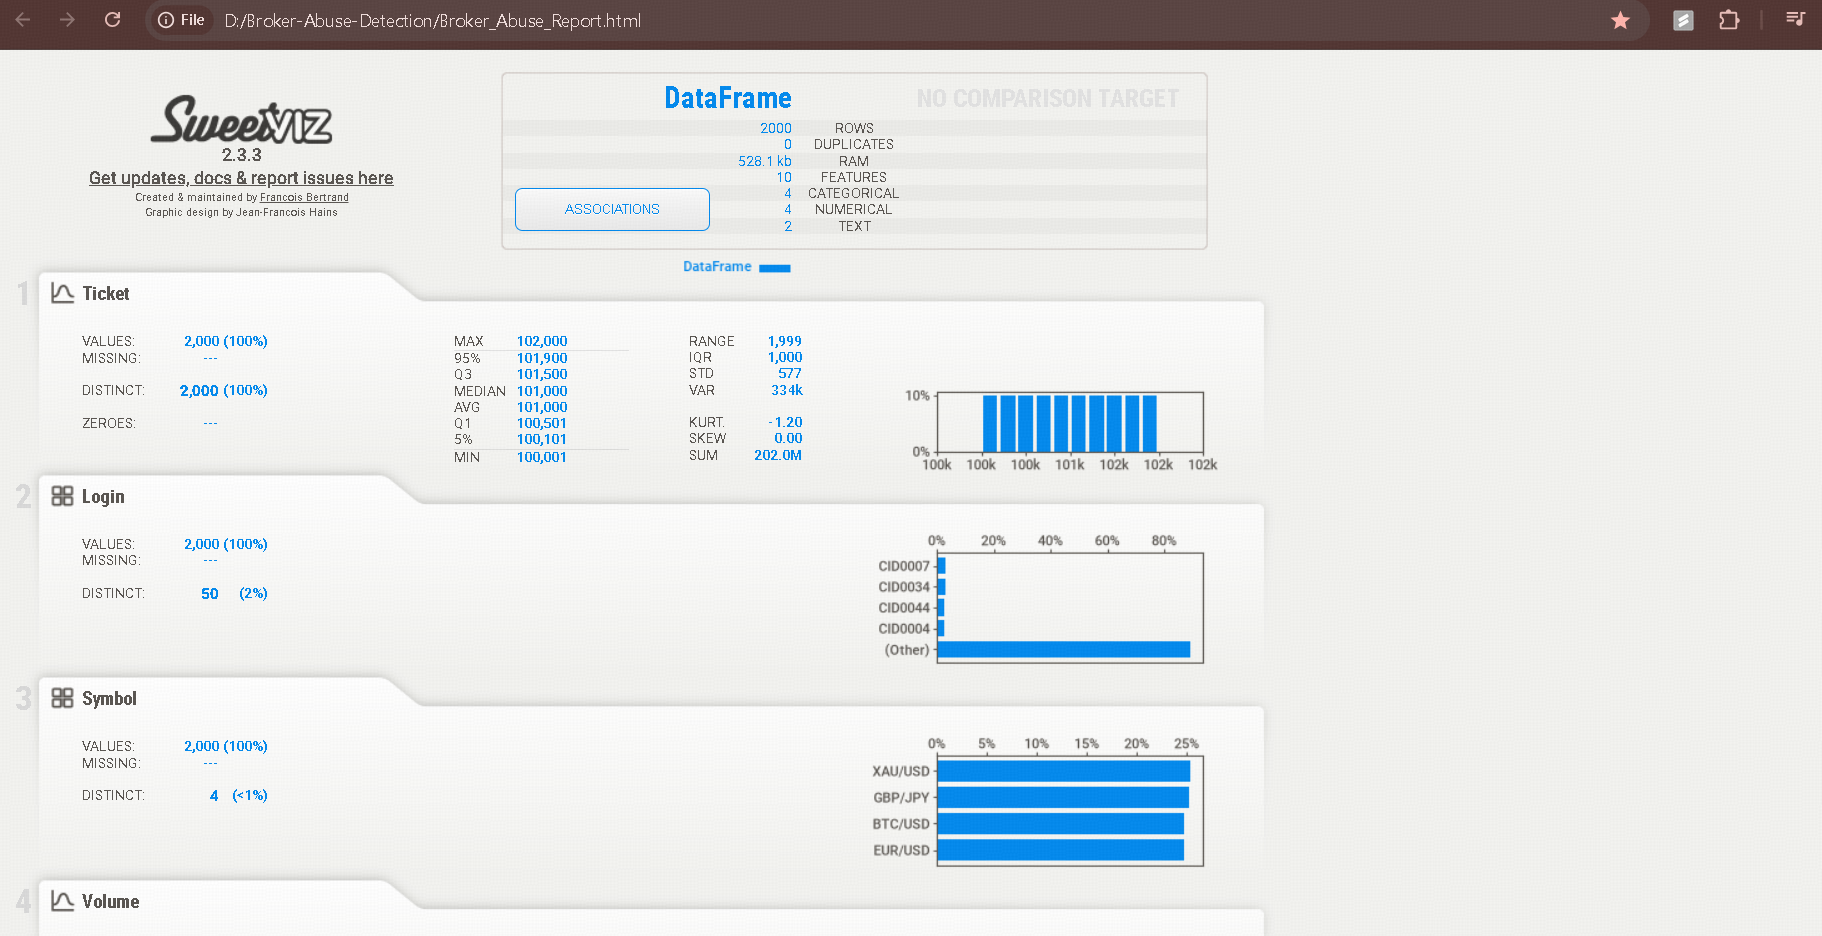 File D:/Broker-Abuse-Detection/Broker_Abuse_Report.html
SweetVIZ
2.3.3
Get updates, docs & report issues here
Created & maintained by Francois Bertrand
Graphic design by Jean-Francois Hains
DataFrame NO COMPARISON TARGET
2000 ROWS
0 DUPLICATES
528.1 kb RAM
10 FEATURES
4 CATEGORICAL
4 NUMERICAL
2 TEXT
ASSOCIATIONS
DataFrame
1 Ticket
VALUES: 2,000 (100%)
MISSING: ---
DISTINCT: 2,000 (100%)
ZEROES: ---
MAX 102,000
95% 101,900
Q3 101,500
MEDIAN 101,000
AVG 101,000
Q1 100,501
5% 100,101
MIN 100,001
RANGE 1,999
IQR 1,000
STD 577
VAR 334k
KURT. -1.20
SKEW 0.00
SUM 202.0M
10%
0%
100k 100k 100k 101k 102k 102k 102k
2 Login
VALUES: 2,000 (100%)
MISSING: ---
DISTINCT: 50 (2%)
0% 20% 40% 60% 80%
CID0007
CID0034
CID0044
CID0004
(Other)
3 Symbol
VALUES: 2,000 (100%)
MISSING: ---
DISTINCT: 4 (<1%)
0% 5% 10% 15% 20% 25%
XAU/USD
GBP/JPY
BTC/USD
EUR/USD
4 Volume